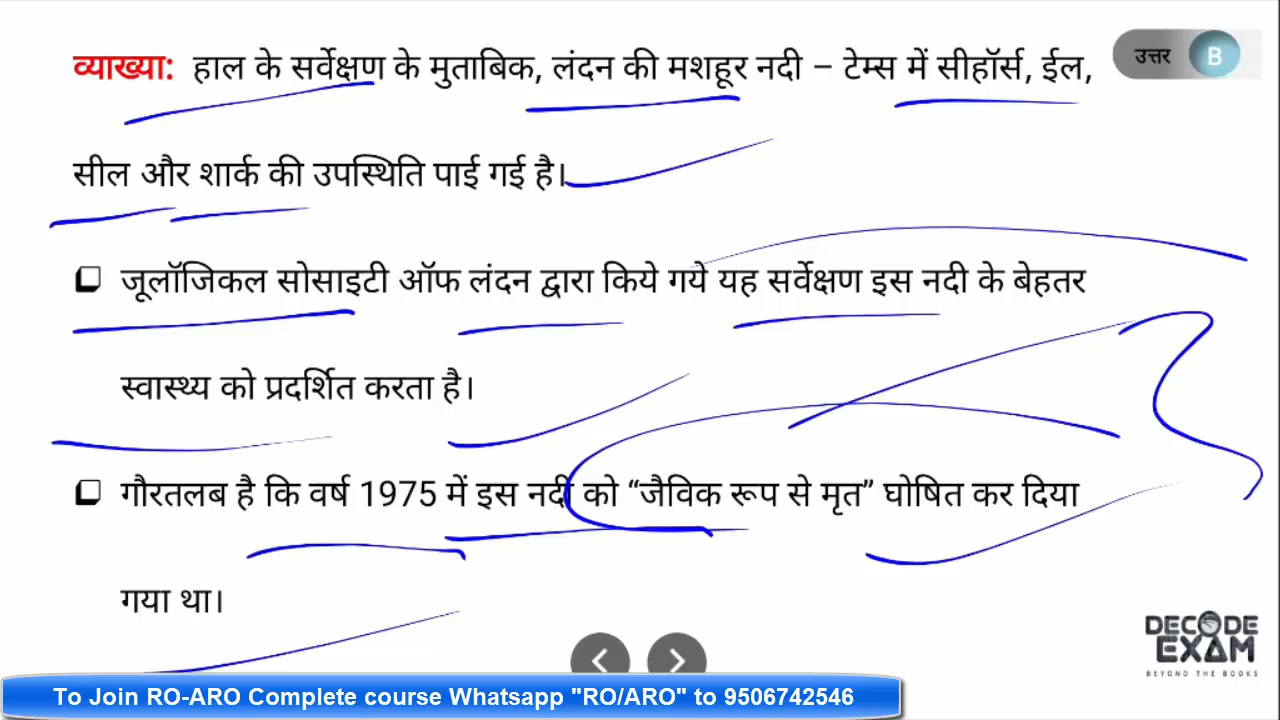 व्याख्या: हाल के सर्वेक्षण के मुताबिक, लंदन की मशहूर नदी – टेम्स में सीहॉर्स, ईल,
उत्तर B
सील और शार्क की उपस्थिति पाई गई है।
❑ जूलॉजिकल सोसाइटी ऑफ लंदन द्वारा किये गये यह सर्वेक्षण इस नदी के बेहतर
स्वास्थ्य को प्रदर्शित करता है।
❑ गौरतलब है कि वर्ष 1975 में इस नदी को “जैविक रूप से मृत” घोषित कर दिया
गया था।
DECODE
EXAM
BEYOND THE BOOKS
To Join RO-ARO Complete course Whatsapp "RO/ARO" to 9506742546